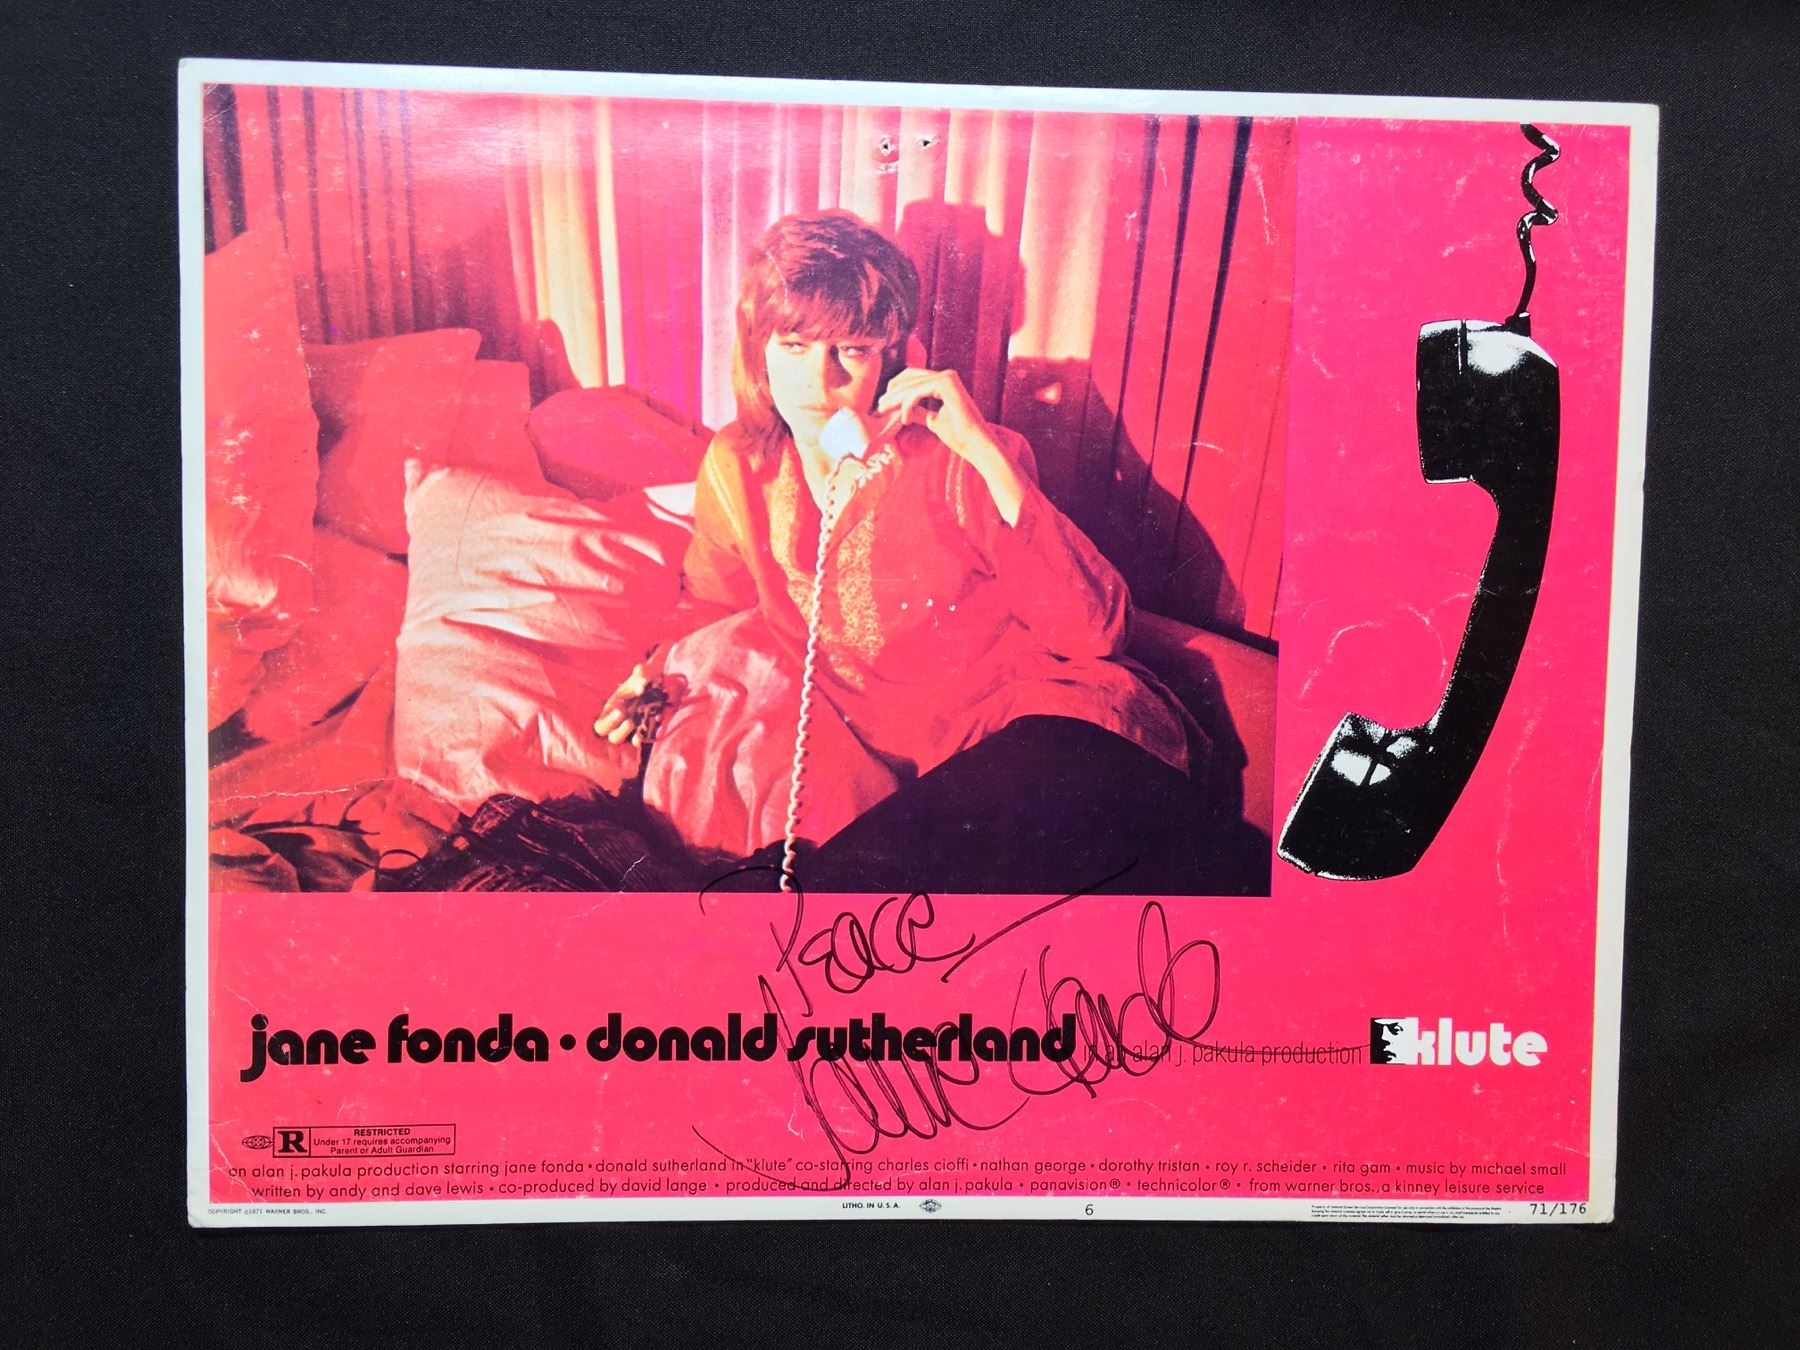 Peace
Jane Fonda
jane fonda • donald sutherland in an alan j. pakula production klute
R RESTRICTED
Under 17 requires accompanying
Parent or Adult Guardian
an alan j. pakula production starring jane fonda • donald sutherland in "klute" co-starring charles cioffi • nathan george • dorothy tristan • roy r. scheider • rita gam • music by michael small
written by andy and dave lewis • co-produced by david lange • produced and directed by alan j. pakula • panavision® • technicolor® • from warner bros., a kinney leisure service
COPYRIGHT ©1971 WARNER BROS., INC. LITHO. IN U. S. A. 6 71/176